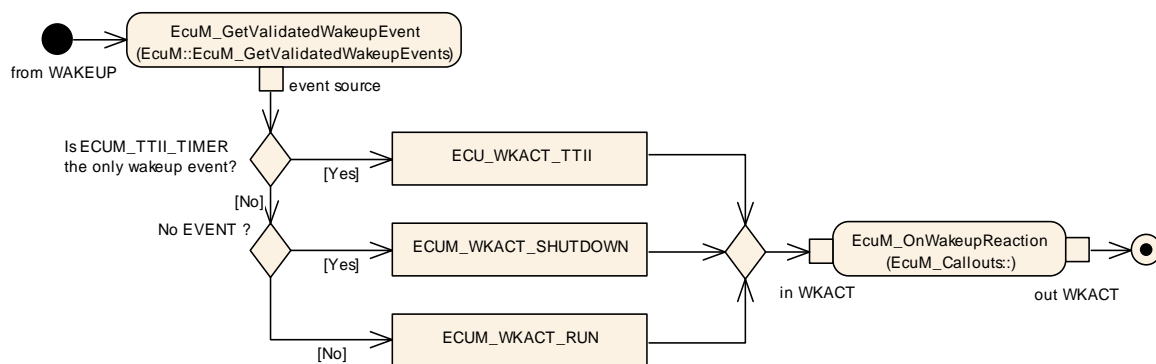 EcuM_GetValidatedWakeupEvent
(EcuM::EcuM_GetValidatedWakeupEvents)
from WAKEUP
event source
Is ECUM_TTII_TIMER
the only wakeup event?
[Yes]
ECU_WKACT_TTII
[No]
No EVENT ?
[Yes]
ECUM_WKACT_SHUTDOWN
EcuM_OnWakeupReaction
(EcuM_Callouts::)
in WKACT
out WKACT
[No]
ECUM_WKACT_RUN